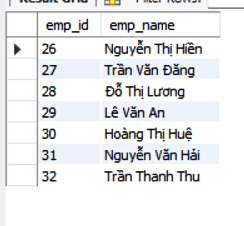 Result Grid Filter Rows:
emp_id emp_name
26 Nguyễn Thị Hiền
27 Trần Văn Đăng
28 Đỗ Thị Lương
29 Lê Văn An
30 Hoàng Thị Huệ
31 Nguyễn Văn Hải
32 Trần Thanh Thu